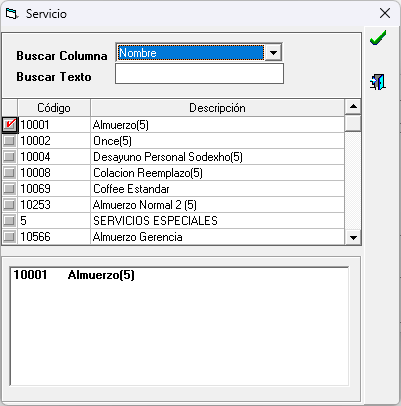 Servicio
Buscar Columna Nombre
Buscar Texto
Código Descripción
10001 Almuerzo(5)
10002 Once(5)
10004 Desayuno Personal Sodexho(5)
10008 Colacion Reemplazo(5)
10069 Coffee Estandar
10253 Almuerzo Normal 2 (5)
5 SERVICIOS ESPECIALES
10566 Almuerzo Gerencia
10001 Almuerzo(5)